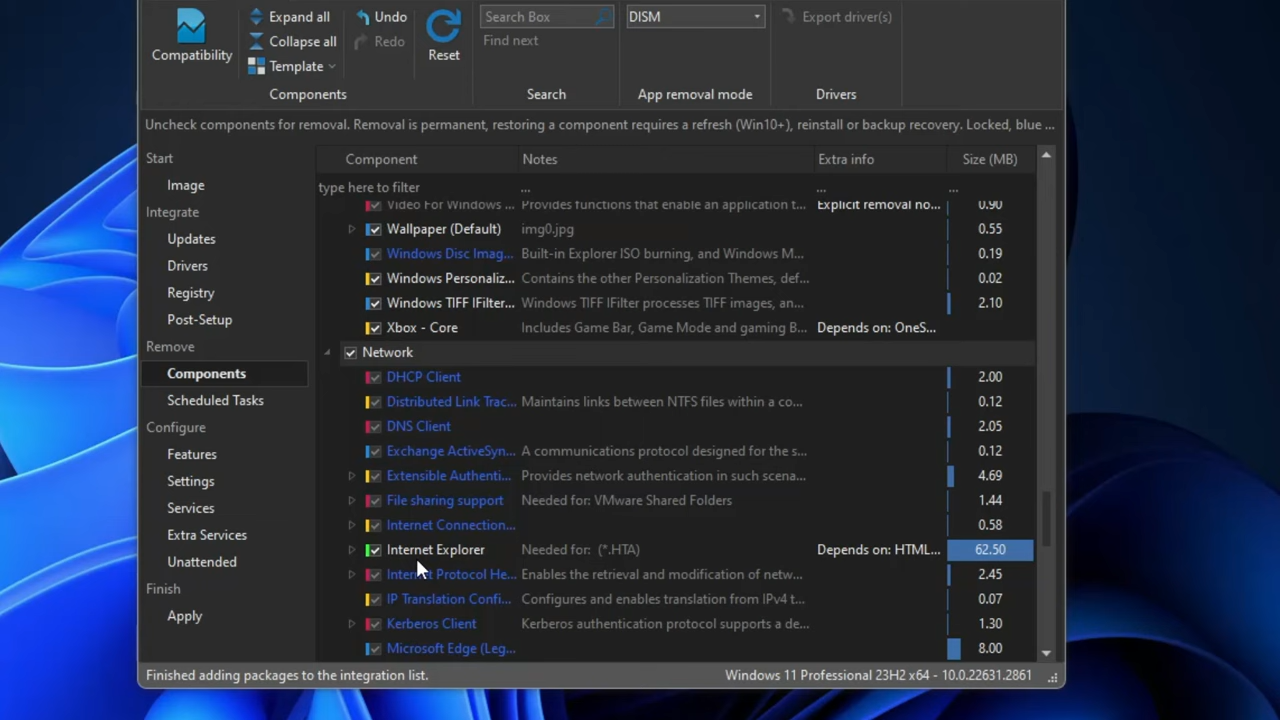 Expand all
Undo
Search Box
DISM
Export driver(s)
Compatibility
Collapse all
Redo
Reset
Find next
Template
Components
Search
App removal mode
Drivers
Uncheck components for removal. Removal is permanent, restoring a component requires a refresh (Win10+), reinstall or backup recovery. Locked, blue ...
Start
Image
Integrate
Updates
Drivers
Registry
Post-Setup
Remove
Components
Scheduled Tasks
Configure
Features
Settings
Services
Extra Services
Unattended
Finish
Apply
Component Notes Extra info Size (MB)
type here to filter ... ... ...
Video For Windows ... Provides functions that enable an application t... Explicit removal no... 0.90
Wallpaper (Default) img0.jpg 0.55
Windows Disc Imag... Built-in Explorer ISO burning, and Windows M... 0.19
Windows Personaliz... Contains the other Personalization Themes, def... 0.02
Windows TIFF IFilter... Windows TIFF IFilter processes TIFF images, an... 2.10
Xbox - Core Includes Game Bar, Game Mode and gaming B... Depends on: OneS... 
Network
DHCP Client 2.00
Distributed Link Trac... Maintains links between NTFS files within a co... 0.12
DNS Client 2.05
Exchange ActiveSyn... A communications protocol designed for the s... 0.12
Extensible Authenti... Provides network authentication in such scena... 4.69
File sharing support Needed for: VMware Shared Folders 1.44
Internet Connection... 0.58
Internet Explorer Needed for: (*.HTA) Depends on: HTML... 62.50
Internet Protocol He... Enables the retrieval and modification of netw... 2.45
IP Translation Confi... Configures and enables translation from IPv4 t... 0.07
Kerberos Client Kerberos authentication protocol supports a de... 1.30
Microsoft Edge (Leg... 8.00
Finished adding packages to the integration list.
Windows 11 Professional 23H2 x64 - 10.0.22631.2861